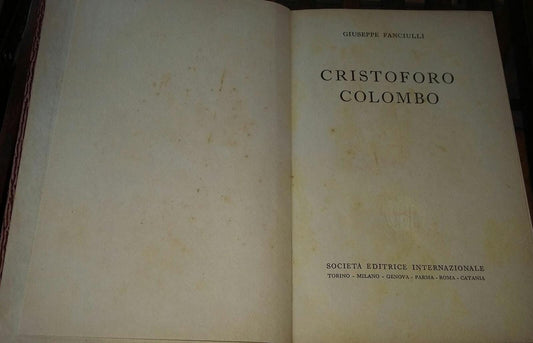 GIUSEPPE FANCIULLI
CRISTOFORO
COLOMBO
SOCIETÀ EDITRICE INTERNAZIONALE
TORINO - MILANO - GENOVA - PARMA - ROMA - CATANIA